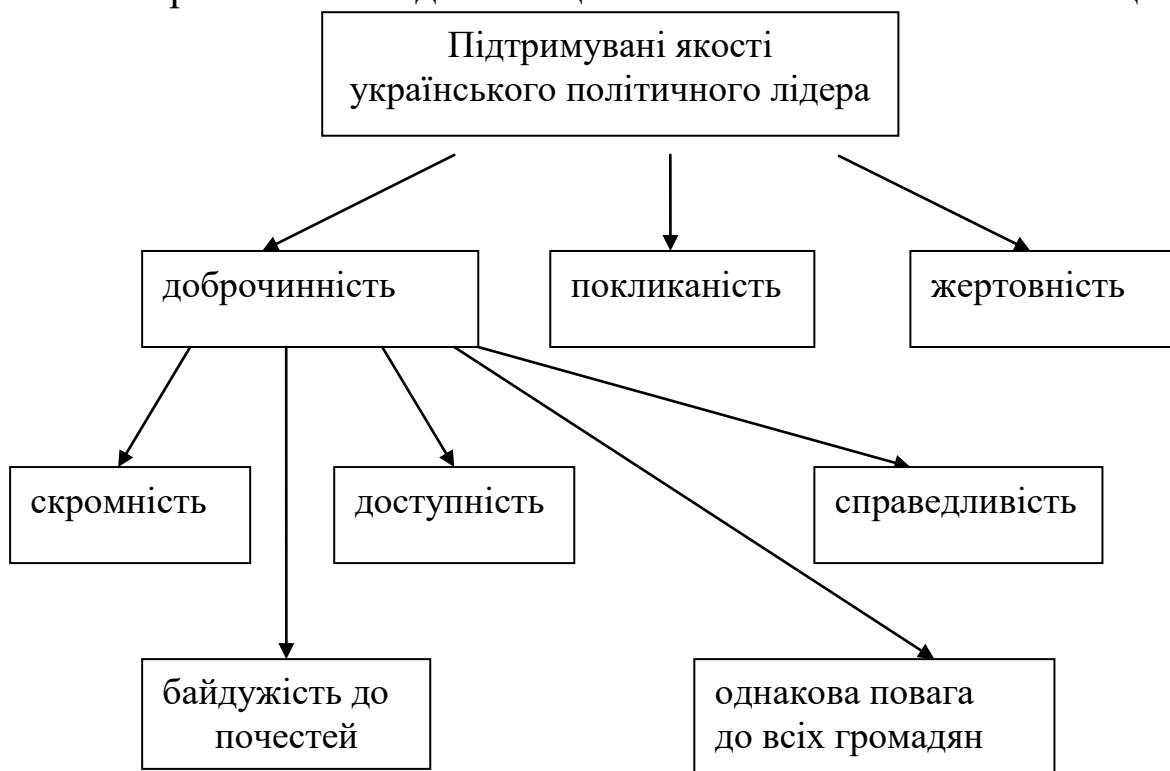 Підтримувані якості
українського політичного лідера
доброчинність
покликаність
жертовність
скромність
доступність
справедливість
байдужість до
почестей
однакова повага
до всіх громадян